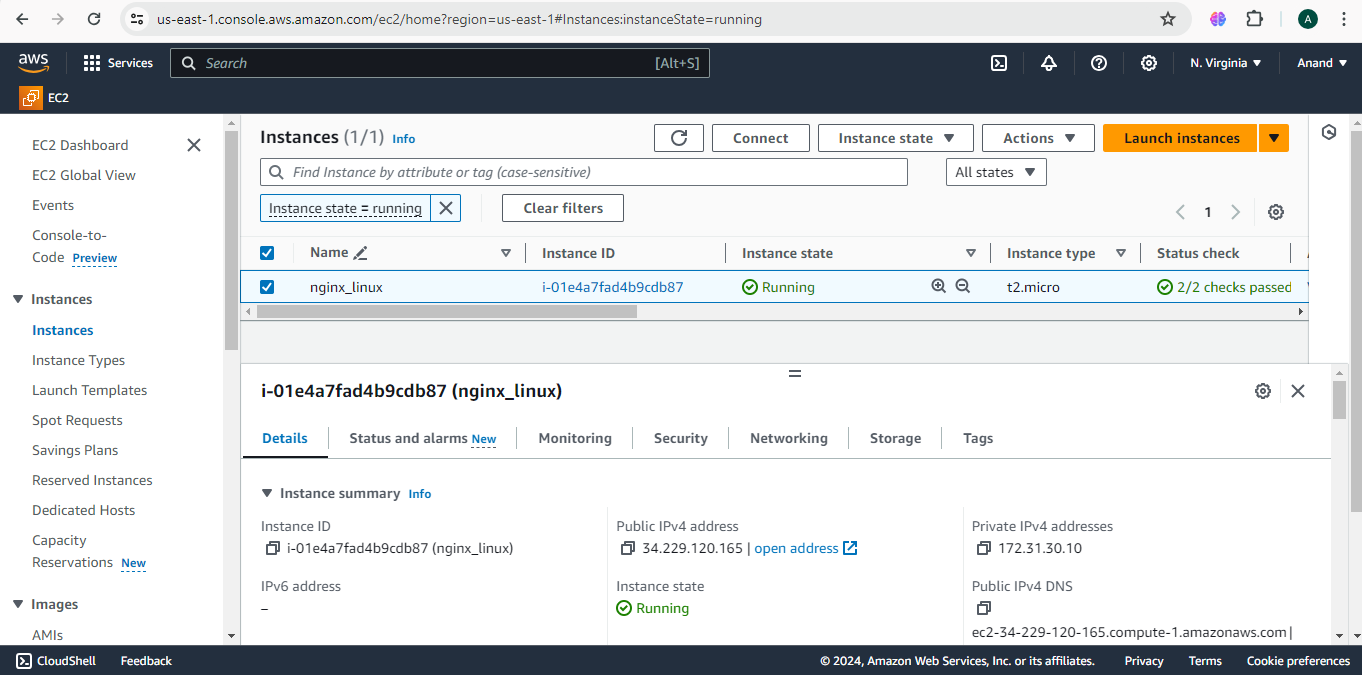 us-east-1.console.aws.amazon.com/ec2/home?region=us-east-1#Instances:instanceState=running
A
aws
Services
Search
[Alt+S]
N. Virginia
Anand
EC2
EC2 Dashboard
EC2 Global View
Events
Console-to-
Code Preview
Instances
Instances
Instance Types
Launch Templates
Spot Requests
Savings Plans
Reserved Instances
Dedicated Hosts
Capacity
Reservations New
Images
AMIs
Instances (1/1) Info
Connect
Instance state
Actions
Launch instances
Find Instance by attribute or tag (case-sensitive)
All states
Instance state = running
Clear filters
1
Name
Instance ID
Instance state
Instance type
Status check
nginx_linux
i-01e4a7fad4b9cdb87
Running
t2.micro
2/2 checks passed
i-01e4a7fad4b9cdb87 (nginx_linux)
Details
Status and alarms New
Monitoring
Security
Networking
Storage
Tags
Instance summary Info
Instance ID
i-01e4a7fad4b9cdb87 (nginx_linux)
Public IPv4 address
34.229.120.165 | open address
Private IPv4 addresses
172.31.30.10
IPv6 address
–
Instance state
Running
Public IPv4 DNS
ec2-34-229-120-165.compute-1.amazonaws.com |
CloudShell
Feedback
© 2024, Amazon Web Services, Inc. or its affiliates.
Privacy
Terms
Cookie preferences